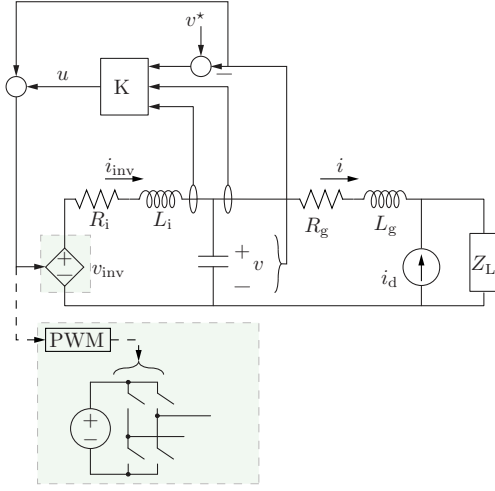 v⋆
−
u
K
i_inv
i
R_i
L_i
R_g
L_g
+
−
v_inv
+
v
−
i_d
Z_L
PWM
+
−